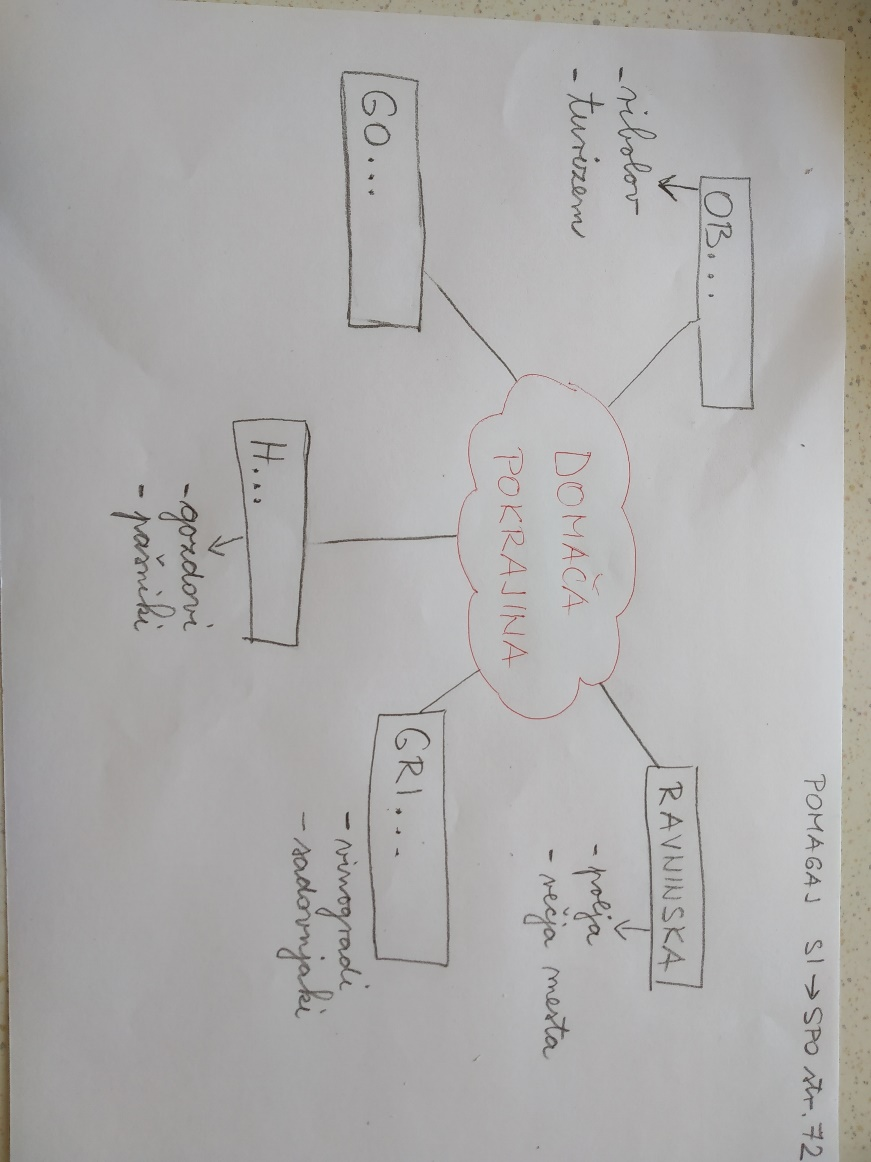 POMAGAJ SI → SPO str. 72
OB...
- ribolov
- turizem
RAVNINSKA
- polja
- večja mesta
DOMAČA
POKRAJINA
GO...
GRI...
- vinogradi
- sadovnjaki
H...
- gozdovi
- pašniki